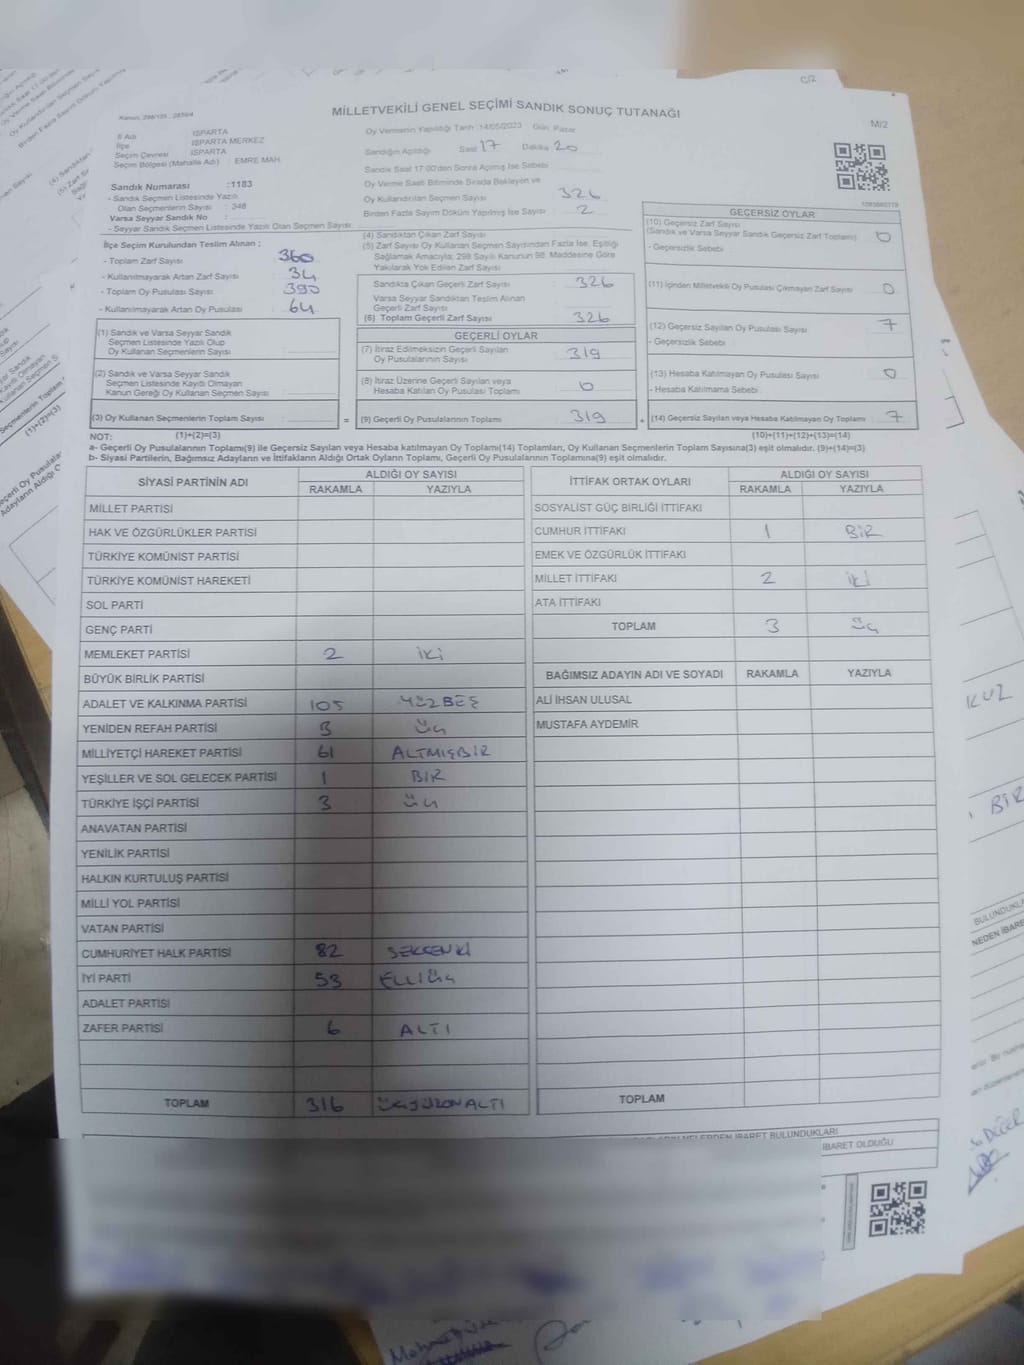 C/2
Kanun, 298/105 , 2839/4
MİLLETVEKİLİ GENEL SEÇİMİ SANDIK SONUÇ TUTANAĞI
M/2
İl Adı : ISPARTA
İlçe : ISPARTA MERKEZ
Seçim Çevresi : ISPARTA
Seçim Bölgesi (Mahalle Adı) : EMRE MAH.
Sandık Numarası :1183
- Sandık Seçmen Listesinde Yazılı
Olan Seçmenlerin Sayısı : 348
Varsa Seyyar Sandık No :
- Seyyar Sandık Seçmen Listesinde Yazılı Olan Seçmen Sayısı:
Oy Vermenin Yapıldığı Tarih :14/05/2023 Gün: Pazar
Sandığın Açıldığı Saat 17 Dakika 20
Sandık Saat 17:00'den Sonra Açılmış İse Sebebi
Oy Verme Saati Bitiminde Sırada Bekleyen ve
Oy Kullandırılan Seçmen Sayısı 326
Birden Fazla Sayım Döküm Yapılmış İse Sayısı 2
İlçe Seçim Kurulundan Teslim Alınan ;
- Toplam Zarf Sayısı : 360
- Kullanılmayarak Artan Zarf Sayısı : 34
- Toplam Oy Pusulası Sayısı : 390
- Kullanılmayarak Artan Oy Pusulası : 64
(4) Sandıktan Çıkan Zarf Sayısı
(5) Zarf Sayısı Oy Kullanan Seçmen Sayısından Fazla İse, Eşitliği
Sağlamak Amacıyla; 298 Sayılı Kanunun 98. Maddesine Göre
Yakılarak Yok Edilen Zarf Sayısı
Sandıkta Çıkan Geçerli Zarf Sayısı : 326
Varsa Seyyar Sandıktan Teslim Alınan
Geçerli Zarf Sayısı
(6) Toplam Geçerli Zarf Sayısı : 326
GEÇERSİZ OYLAR
(10) Geçersiz Zarf Sayısı
(Sandık ve Varsa Seyyar Sandık Geçersiz Zarf Toplamı) : 0
- Geçersizlik Sebebi :
(11) İçinden Milletvekili Oy Pusulası Çıkmayan Zarf Sayısı 0
(12) Geçersiz Sayılan Oy Pusulası Sayısı : 7
- Geçersizlik Sebebi :
(13) Hesaba Katılmayan Oy Pusulası Sayısı : 0
- Hesaba Katılmama Sebebi :
(14) Geçersiz Sayılan veya Hesaba Katılmayan Oy Toplamı : 7
(10)+(11)+(12)+(13)=(14)
(1) Sandık ve Varsa Seyyar Sandık
Seçmen Listesinde Yazılı Olup
Oy Kullanan Seçmenlerin Sayısı :
(2) Sandık ve Varsa Seyyar Sandık
Seçmen Listesinde Kayıtlı Olmayan
Kanun Gereği Oy Kullanan Seçmen Sayısı :
(3) Oy Kullanan Seçmenlerin Toplam Sayısı :
(1)+(2)=(3)
GEÇERLİ OYLAR
(7) İtiraz Edilmeksizin Geçerli Sayılan
Oy Pusulalarının Sayısı : 319
(8) İtiraz Üzerine Geçerli Sayılan veya
Hesaba Katılan Oy Pusulası Toplamı : 0
= (9) Geçerli Oy Pusulalarının Toplamı : 319 +
NOT:
a- Geçerli Oy Pusulalarının Toplamı(9) ile Geçersiz Sayılan veya Hesaba katılmayan Oy Toplamı(14) Toplamları, Oy Kullanan Seçmenlerin Toplam Sayısına(3) eşit olmalıdır. (9)+(14)=(3)
b- Siyasi Partilerin, Bağımsız Adayların ve İttifakların Aldığı Ortak Oyların Toplamı, Geçerli Oy Pusulalarının Toplamına(9) eşit olmalıdır.
SİYASİ PARTİNİN ADI
ALDIĞI OY SAYISI
RAKAMLA YAZIYLA
MİLLET PARTİSİ
HAK VE ÖZGÜRLÜKLER PARTİSİ
TÜRKİYE KOMÜNİST PARTİSİ
TÜRKİYE KOMÜNİST HAREKETİ
SOL PARTİ
GENÇ PARTİ
MEMLEKET PARTİSİ 2 İKİ
BÜYÜK BİRLİK PARTİSİ
ADALET VE KALKINMA PARTİSİ 105 YÜZBEŞ
YENİDEN REFAH PARTİSİ 3 ÜÇ
MİLLİYETÇİ HAREKET PARTİSİ 61 ALTMIŞBİR
YEŞİLLER VE SOL GELECEK PARTİSİ 1 BİR
TÜRKİYE İŞÇİ PARTİSİ 3 ÜÇ
ANAVATAN PARTİSİ
YENİLİK PARTİSİ
HALKIN KURTULUŞ PARTİSİ
MİLLİ YOL PARTİSİ
VATAN PARTİSİ
CUMHURİYET HALK PARTİSİ 82 SEKSENİKİ
İYİ PARTİ 53 ELLİÜÇ
ADALET PARTİSİ
ZAFER PARTİSİ 6 ALTI
TOPLAM 316 ÜÇYÜZONALTI
İTTİFAK ORTAK OYLARI
ALDIĞI OY SAYISI
RAKAMLA YAZIYLA
SOSYALİST GÜÇ BİRLİĞİ İTTİFAKI
CUMHUR İTTİFAKI 1 BİR
EMEK VE ÖZGÜRLÜK İTTİFAKI
MİLLET İTTİFAKI 2 İKİ
ATA İTTİFAKI
TOPLAM 3 ÜÇ
BAĞIMSIZ ADAYIN ADI VE SOYADI RAKAMLA YAZIYLA
ALİ İHSAN ULUSAL
MUSTAFA AYDEMİR
TOPLAM
NELERDEN İBARET BULUNDUKLARI
İBARET OLDUĞU
KUZ
BİR
BULUNDUKLA
NEDEN İBARE